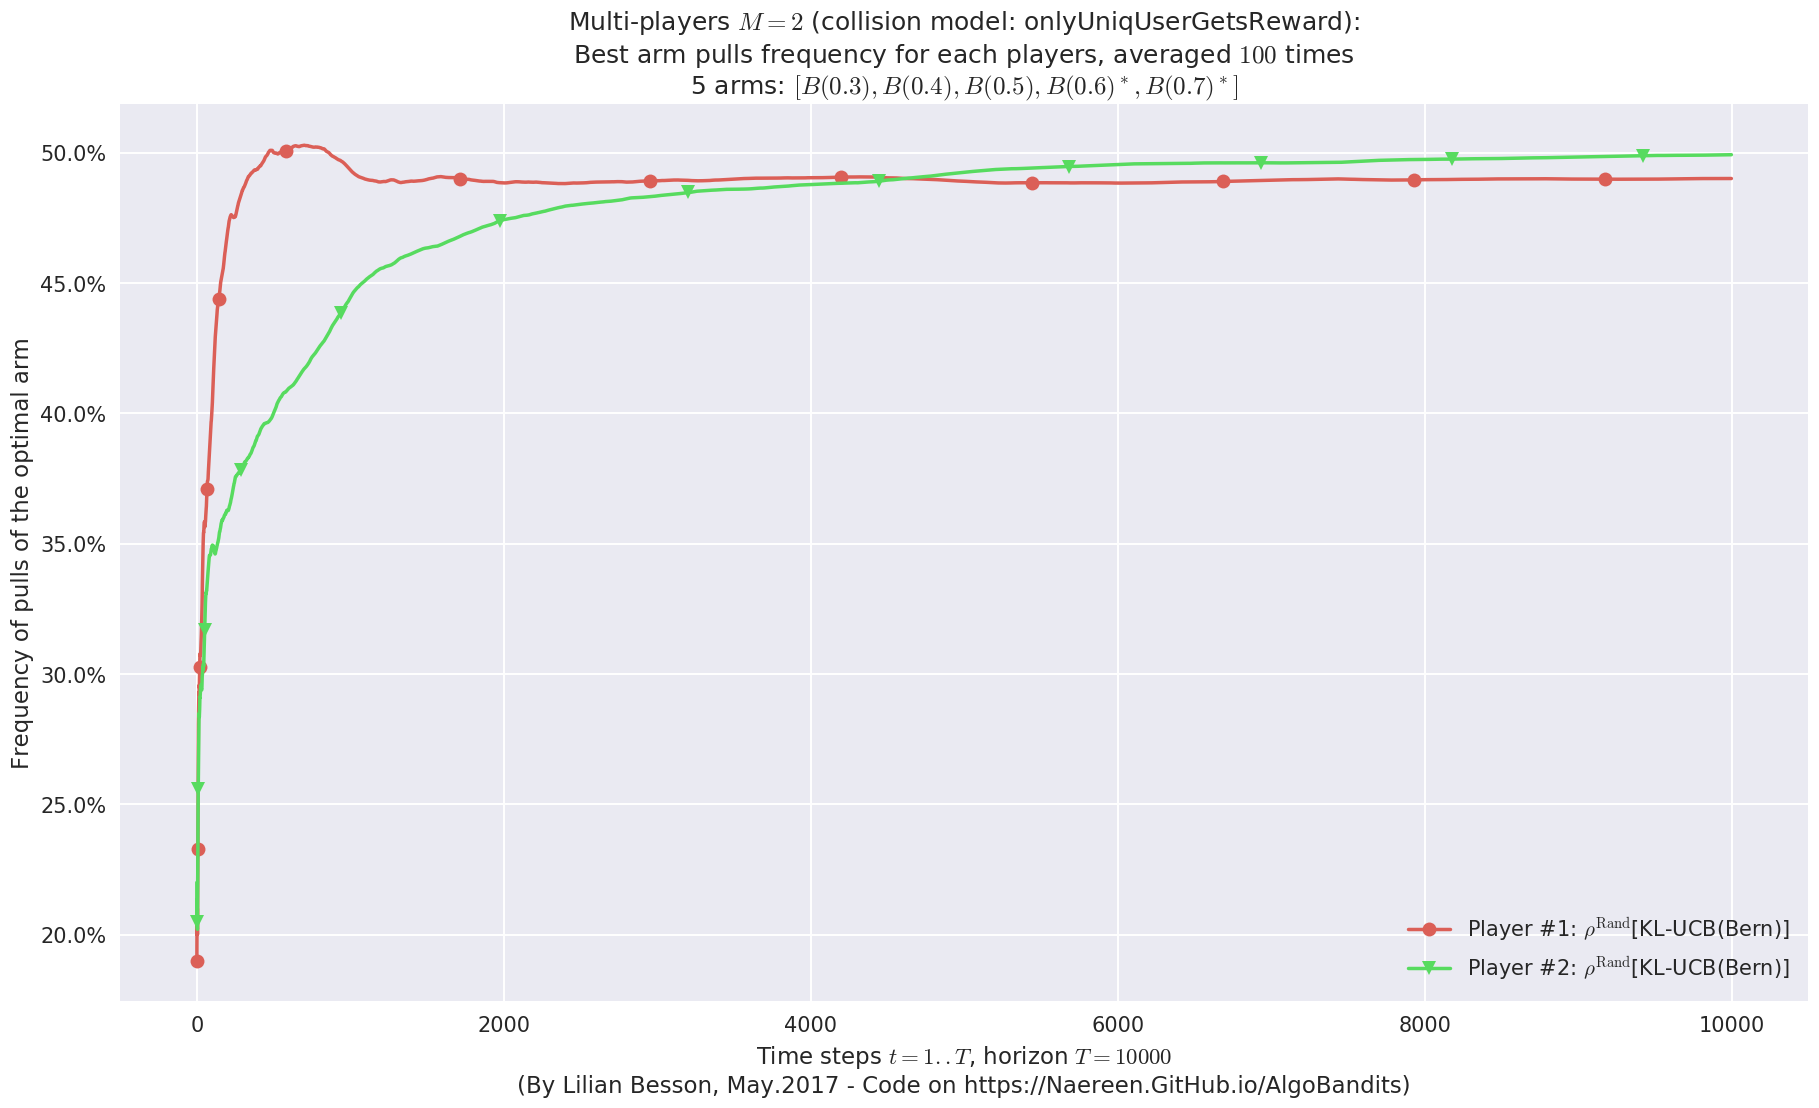 Multi-players M = 2 (collision model: onlyUniqUserGetsReward):
Best arm pulls frequency for each players, averaged 100 times
5 arms: [B(0.3), B(0.4), B(0.5), B(0.6)*, B(0.7)*]
Frequency of pulls of the optimal arm
50.0%
45.0%
40.0%
35.0%
30.0%
25.0%
20.0%
Player #1: ρ^Rand[KL-UCB(Bern)]
Player #2: ρ^Rand[KL-UCB(Bern)]
0 2000 4000 6000 8000 10000
Time steps t = 1..T, horizon T = 10000
(By Lilian Besson, May.2017 - Code on https://Naereen.GitHub.io/AlgoBandits)